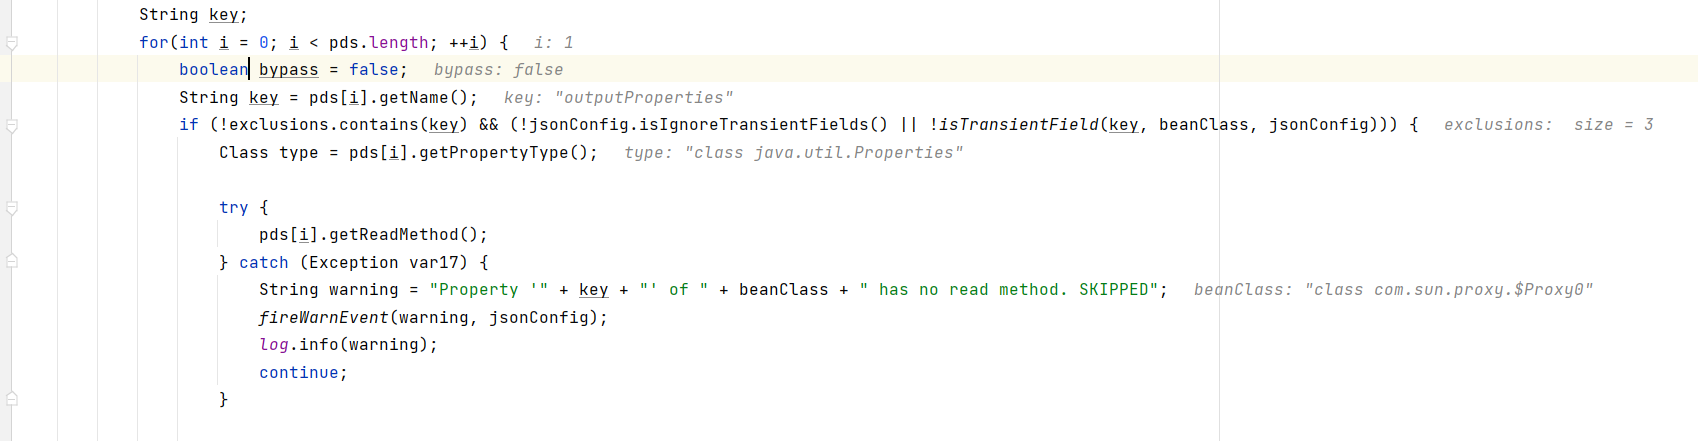 String key;
for(int i = 0; i < pds.length; ++i) { i: 1
boolean bypass = false; bypass: false
String key = pds[i].getName(); key: "outputProperties"
if (!exclusions.contains(key) && (!jsonConfig.isIgnoreTransientFields() || !isTransientField(key, beanClass, jsonConfig))) { exclusions: size = 3
Class type = pds[i].getPropertyType(); type: "class java.util.Properties"
try {
pds[i].getReadMethod();
} catch (Exception var17) {
String warning = "Property '" + key + "' of " + beanClass + " has no read method. SKIPPED"; beanClass: "class com.sun.proxy.$Proxy0"
fireWarnEvent(warning, jsonConfig);
log.info(warning);
continue;
}